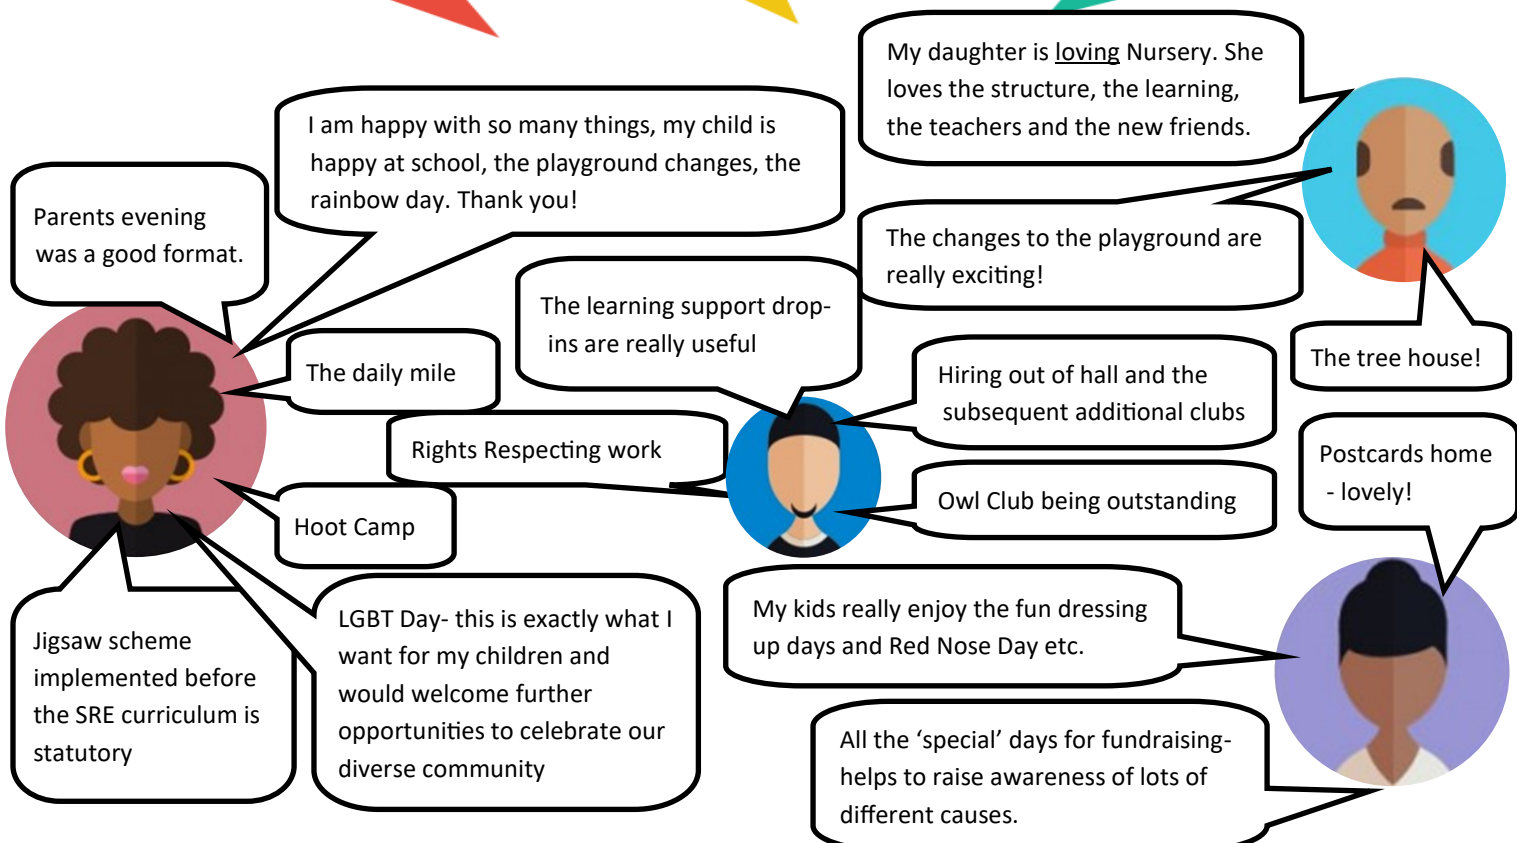 My daughter is loving Nursery. She
loves the structure, the learning,
the teachers and the new friends.
I am happy with so many things, my child is
happy at school, the playground changes, the
rainbow day. Thank you!
Parents evening
was a good format.
The changes to the playground are
really exciting!
The learning support drop-
ins are really useful
The tree house!
The daily mile
Hiring out of hall and the
subsequent additional clubs
Rights Respecting work
Postcards home
- lovely!
Owl Club being outstanding
Hoot Camp
My kids really enjoy the fun dressing
up days and Red Nose Day etc.
Jigsaw scheme
implemented before
the SRE curriculum is
statutory
LGBT Day- this is exactly what I
want for my children and
would welcome further
opportunities to celebrate our
diverse community
All the ‘special’ days for fundraising-
helps to raise awareness of lots of
different causes.